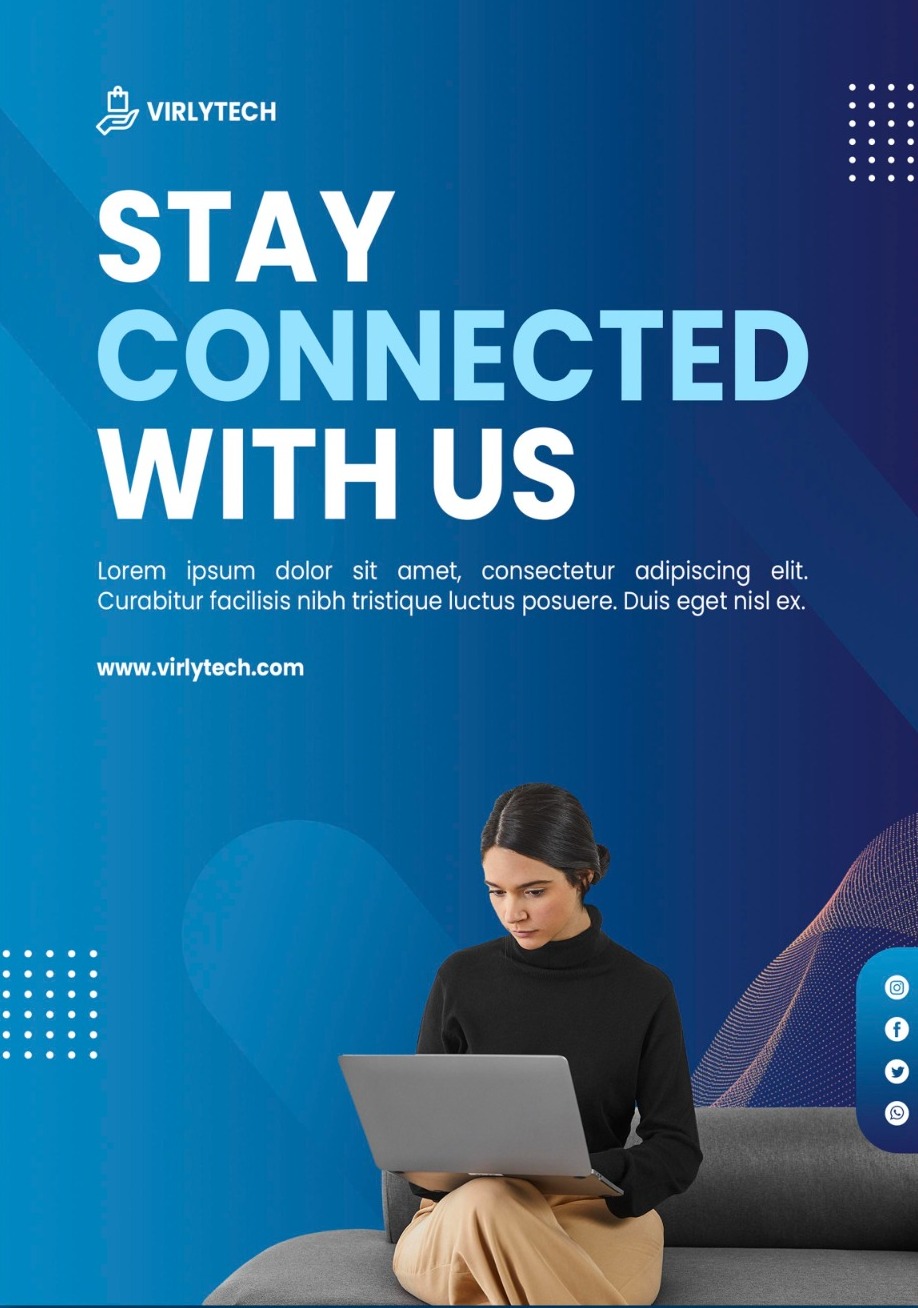 VIRLYTECH
STAY
CONNECTED
WITH US
Lorem ipsum dolor sit amet, consectetur adipiscing elit.
Curabitur facilisis nibh tristique luctus posuere. Duis eget nisl ex.
www.virlytech.com